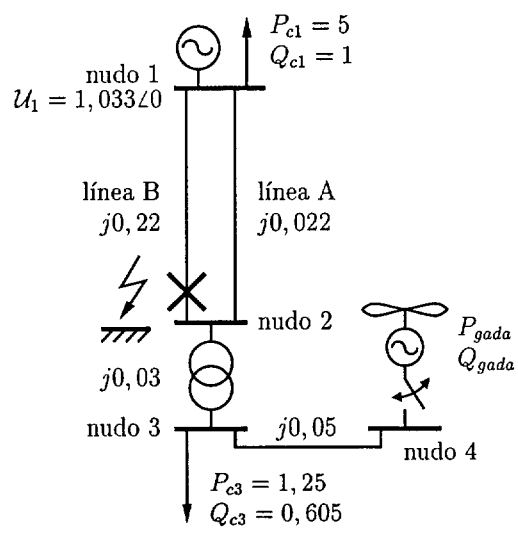 P_{c1} = 5
Q_{c1} = 1
nudo 1
𝒰_1 = 1,033∠0
línea B
j0,22
línea A
j0,022
nudo 2
j0,03
P_{gada}
Q_{gada}
nudo 3
j0,05
nudo 4
P_{c3} = 1,25
Q_{c3} = 0,605